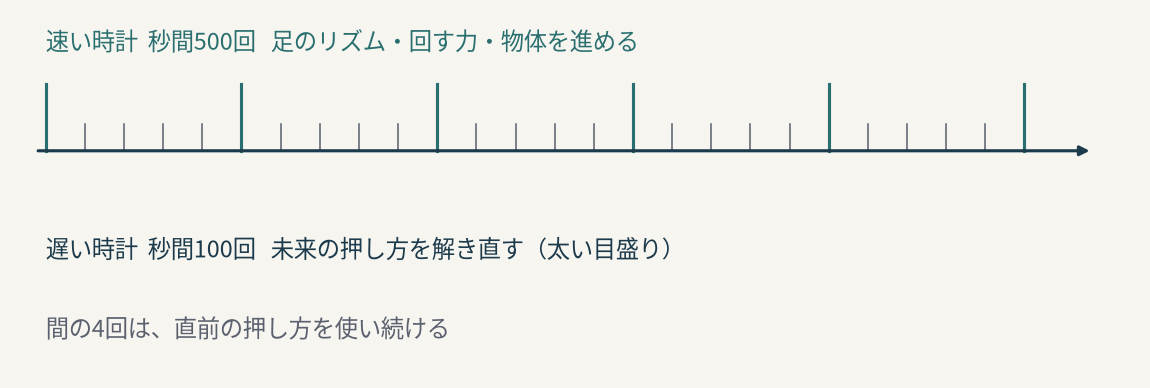 速い時計 秒間500回 足のリズム・回す力・物体を進める
遅い時計 秒間100回 未来の押し方を解き直す（太い目盛り）
間の4回は、直前の押し方を使い続ける